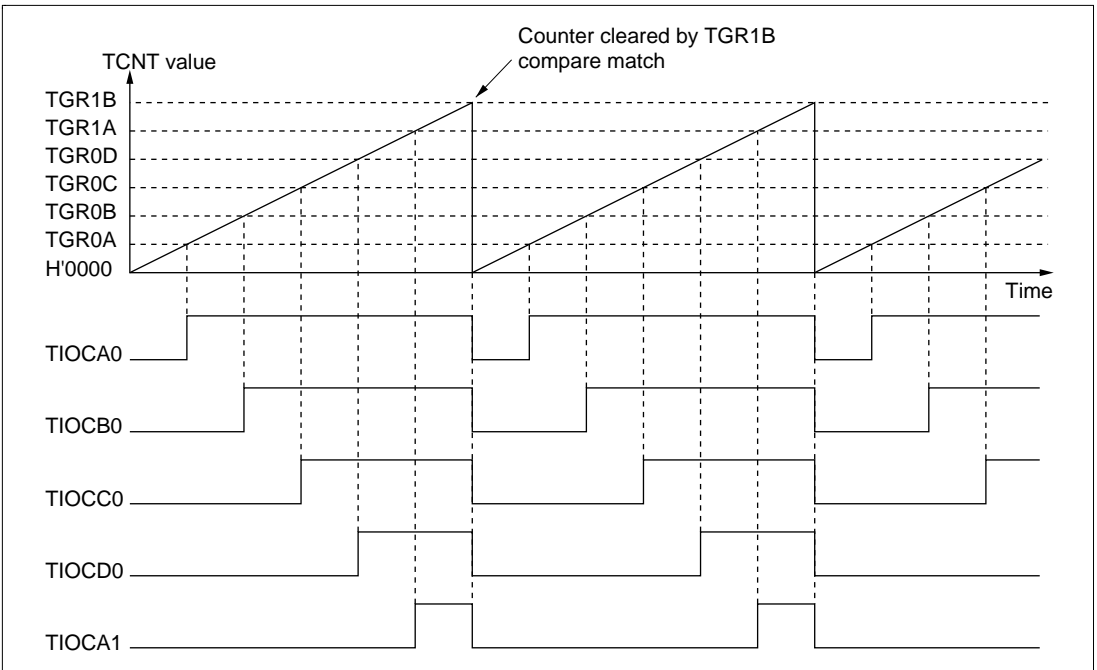 Counter cleared by TGR1B
compare match
TCNT value
TGR1B
TGR1A
TGR0D
TGR0C
TGR0B
TGR0A
H'0000
Time
TIOCA0
TIOCB0
TIOCC0
TIOCD0
TIOCA1